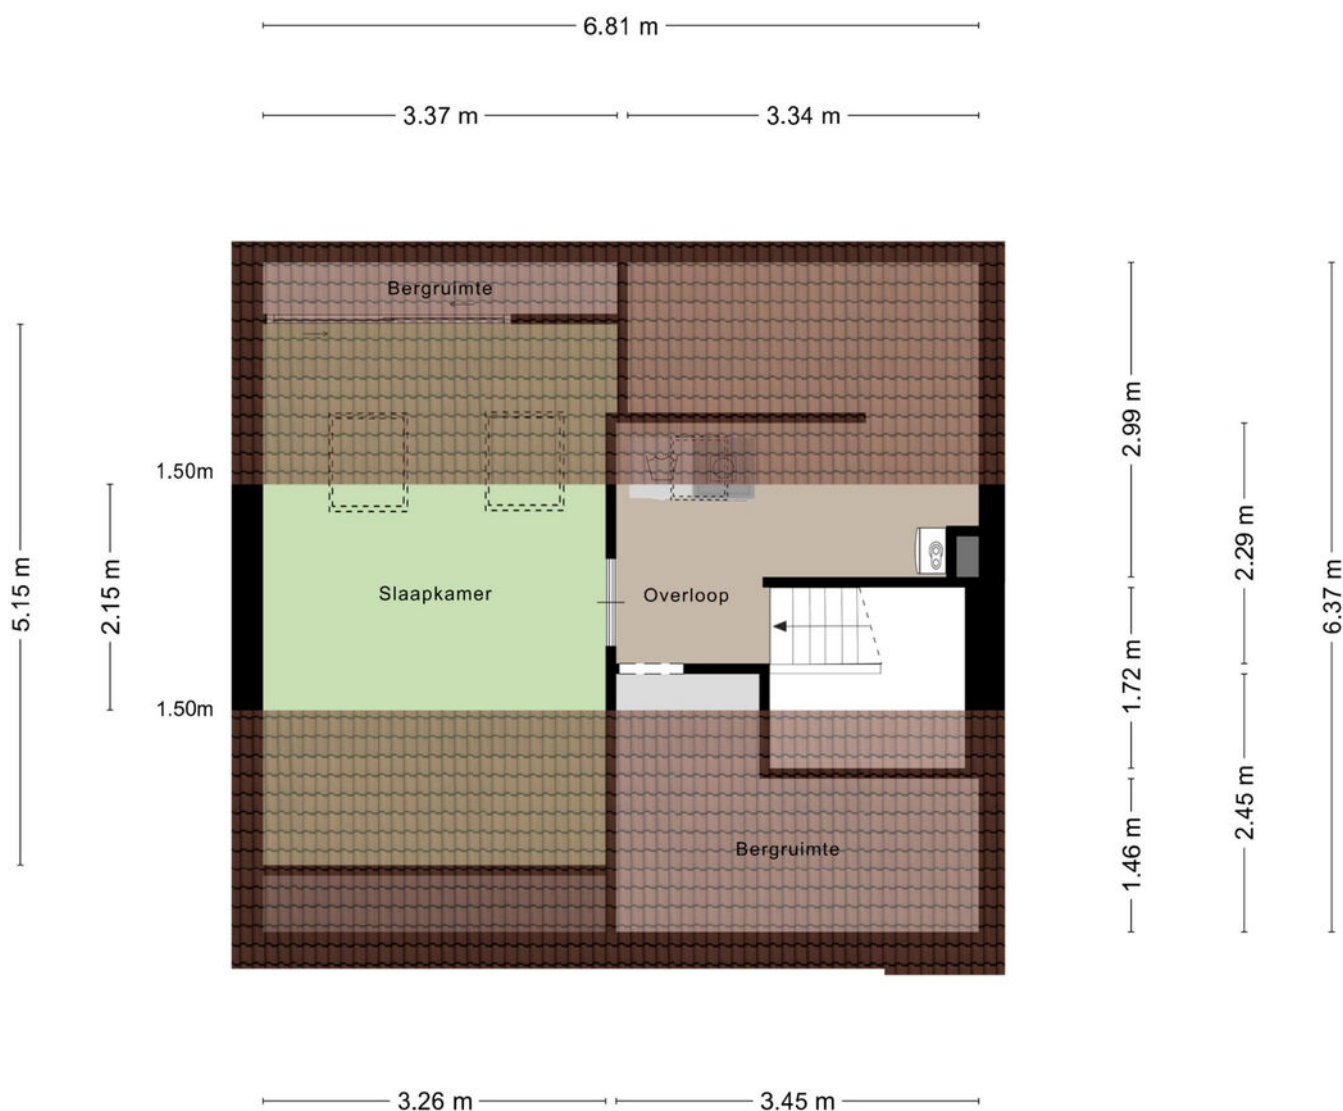 6.81 m
3.37 m
3.34 m
Bergruimte
1.50m
2.99 m
2.29 m
5.15 m
2.15 m
Slaapkamer
Overloop
6.37 m
1.50m
1.72 m
2.45 m
1.46 m
Bergruimte
3.26 m
3.45 m